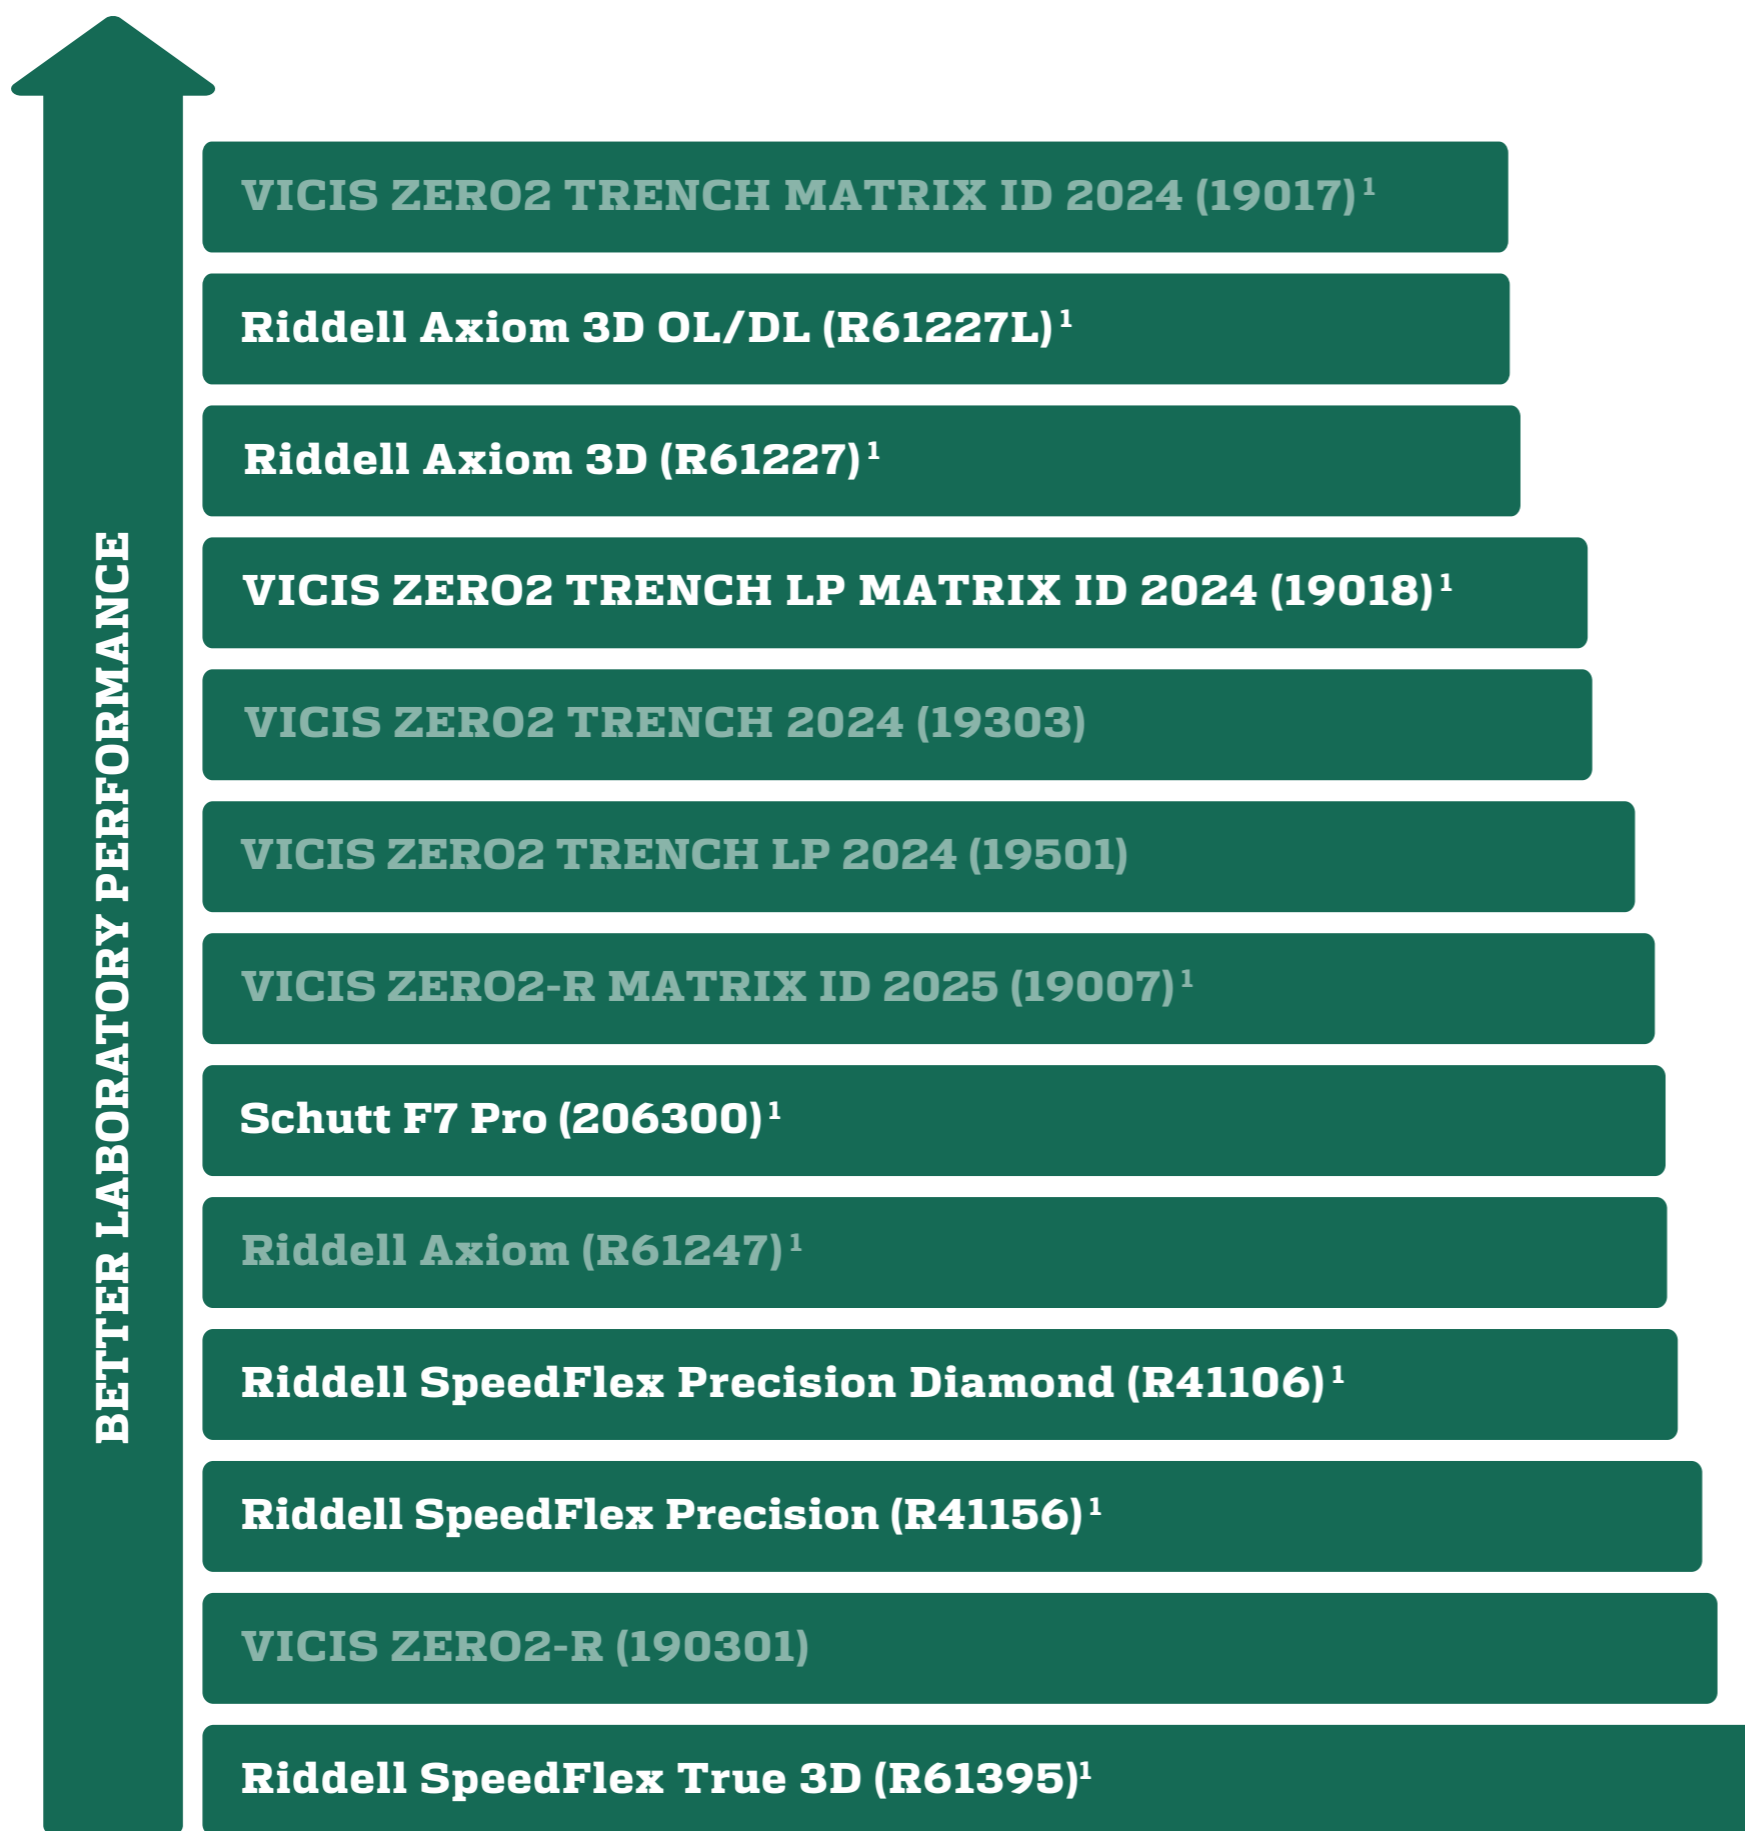 BETTER LABORATORY PERFORMANCE
VICIS ZERO2 TRENCH MATRIX ID 2024 (19017)¹
Riddell Axiom 3D OL/DL (R61227L)¹
Riddell Axiom 3D (R61227)¹
VICIS ZERO2 TRENCH LP MATRIX ID 2024 (19018)¹
VICIS ZERO2 TRENCH 2024 (19303)
VICIS ZERO2 TRENCH LP 2024 (19501)
VICIS ZERO2-R MATRIX ID 2025 (19007)¹
Schutt F7 Pro (206300)¹
Riddell Axiom (R61247)¹
Riddell SpeedFlex Precision Diamond (R41106)¹
Riddell SpeedFlex Precision (R41156)¹
VICIS ZERO2-R (190301)
Riddell SpeedFlex True 3D (R61395)¹